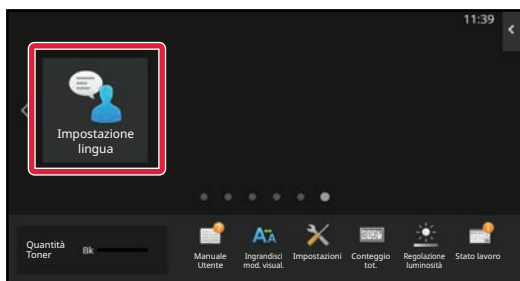 11:39
Impostazione
lingua
Quantità
Toner
Bk
Manuale
Utente
Ingrandisci
mod. visual.
Impostazioni
Conteggio
tot.
Regolazione
luminosità
Stato lavoro